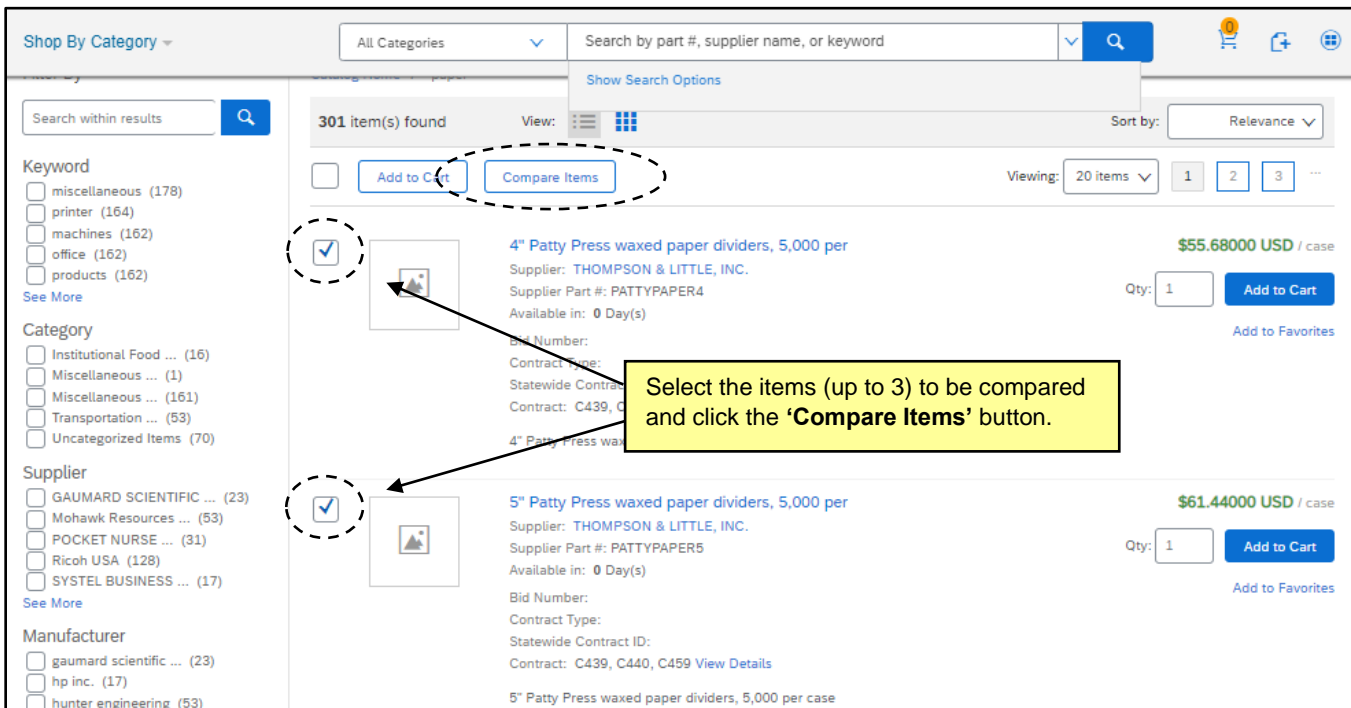 Shop By Category
All Categories
Search by part #, supplier name, or keyword
0
Show Search Options
Search within results
301 item(s) found
View:
Sort by:
Relevance
Add to Cart
Compare Items
Viewing:
20 items
1
2
3
...
Keyword
miscellaneous (178)
printer (164)
machines (162)
office (162)
products (162)
See More
Category
Institutional Food ... (16)
Miscellaneous ... (1)
Miscellaneous ... (161)
Transportation ... (53)
Uncategorized Items (70)
Supplier
GAUMARD SCIENTIFIC ... (23)
Mohawk Resources ... (53)
POCKET NURSE ... (31)
Ricoh USA (128)
SYSTEL BUSINESS ... (17)
See More
Manufacturer
gaumard scientific ... (23)
hp inc. (17)
hunter engineering (53)
4" Patty Press waxed paper dividers, 5,000 per
Supplier: THOMPSON & LITTLE, INC.
Supplier Part #: PATTYPAPER4
Available in: 0 Day(s)
Bid Number:
Contract Type:
Statewide
Contract: C439,
4" Patty Press
$55.68000 USD / case
Qty: 1
Add to Cart
Add to Favorites
Select the items (up to 3) to be compared
and click the ‘Compare Items’ button.
5" Patty Press waxed paper dividers, 5,000 per
Supplier: THOMPSON & LITTLE, INC.
Supplier Part #: PATTYPAPER5
Available in: 0 Day(s)
Bid Number:
Contract Type:
Statewide Contract ID:
Contract: C439, C440, C459 View Details
5" Patty Press waxed paper dividers, 5,000 per case
$61.44000 USD / case
Qty: 1
Add to Cart
Add to Favorites